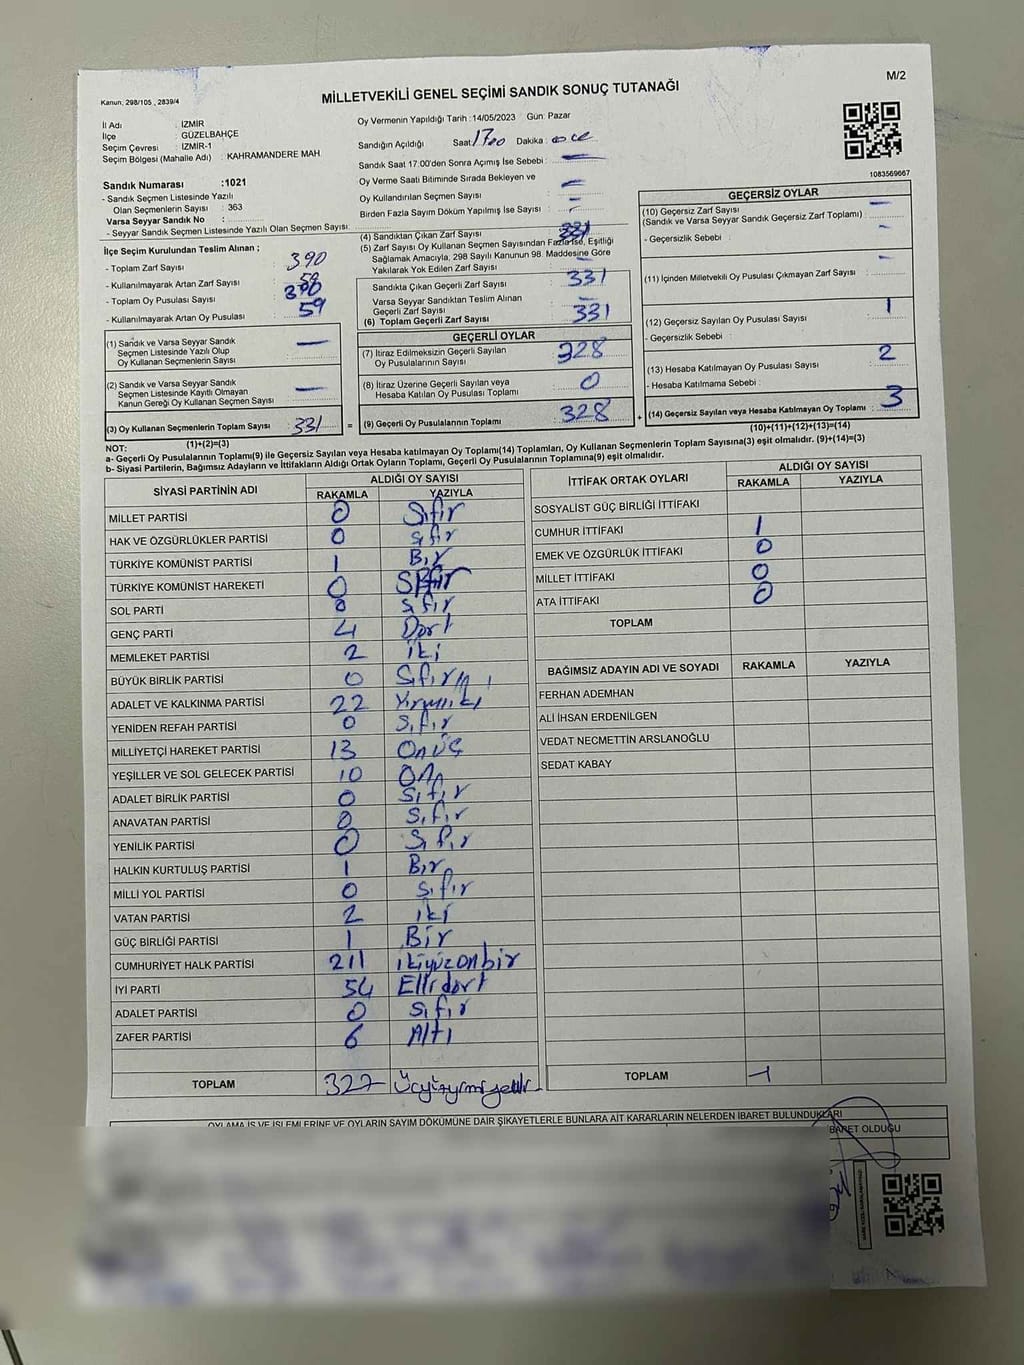 M/2
Kanun, 298/105 , 2839/4
MİLLETVEKİLİ GENEL SEÇİMİ SANDIK SONUÇ TUTANAĞI
İl Adı : İZMİR
İlçe : GÜZELBAHÇE
Seçim Çevresi : İZMİR-1
Seçim Bölgesi (Mahalle Adı) : KAHRAMANDERE MAH.
Sandık Numarası :1021
- Sandık Seçmen Listesinde Yazılı
Olan Seçmenlerin Sayısı : 363
Varsa Seyyar Sandık No :
- Seyyar Sandık Seçmen Listesinde Yazılı Olan Seçmen Sayısı
Oy Vermenin Yapıldığı Tarih :14/05/2023 Gün: Pazar
Sandığın Açıldığı Saat: 1700 Dakika :
Sandık Saat 17:00'den Sonra Açımış İse Sebebi : —
Oy Verme Saati Bitiminde Sırada Bekleyen ve
Oy Kullandırılan Seçmen Sayısı : —
Birden Fazla Sayım Döküm Yapılmış İse Sayısı : —
1083569667
İlçe Seçim Kurulundan Teslim Alınan ;
- Toplam Zarf Sayısı : 390
- Kullanılmayarak Artan Zarf Sayısı : 59
- Toplam Oy Pusulası Sayısı : 390
- Kullanılmayarak Artan Oy Pusulası : 59
(1) Sandık ve Varsa Seyyar Sandık
Seçmen Listesinde Yazılı Olup
Oy Kullanan Seçmenlerin Sayısı : —
(2) Sandık ve Varsa Seyyar Sandık
Seçmen Listesinde Kayıtlı Olmayan
Kanun Gereği Oy Kullanan Seçmen Sayısı : —
(3) Oy Kullanan Seçmenlerin Toplam Sayısı : 331
(1)+(2)=(3)
(4) Sandıktan Çıkan Zarf Sayısı : 331
(5) Zarf Sayısı Oy Kullanan Seçmen Sayısından Fazla İse, Eşitliği
Sağlamak Amacıyla, 298 Sayılı Kanunun 98. Maddesine Göre
Yakılarak Yok Edilen Zarf Sayısı : —
Sandıkta Çıkan Geçerli Zarf Sayısı : 331
Varsa Seyyar Sandıktan Teslim Alınan
Geçerli Zarf Sayısı : —
(6) Toplam Geçerli Zarf Sayısı : 331
GEÇERLİ OYLAR
(7) İtiraz Edilmeksizin Geçerli Sayılan
Oy Pusulalarının Sayısı : 328
(8) İtiraz Üzerine Geçerli Sayılan veya
Hesaba Katılan Oy Pusulası Toplamı : 0
= (9) Geçerli Oy Pusulalarının Toplamı : 328
GEÇERSİZ OYLAR
(10) Geçersiz Zarf Sayısı : —
(Sandık ve Varsa Seyyar Sandık Geçersiz Zarf Toplamı)
- Geçersizlik Sebebi : —
(11) İçinden Milletvekili Oy Pusulası Çıkmayan Zarf Sayısı : —
(12) Geçersiz Sayılan Oy Pusulası Sayısı : 1
- Geçersizlik Sebebi :
(13) Hesaba Katılmayan Oy Pusulası Sayısı : 2
- Hesaba Katılmama Sebebi :
+ (14) Geçersiz Sayılan veya Hesaba Katılmayan Oy Toplamı : 3
(10)+(11)+(12)+(13)=(14)
NOT:
a- Geçerli Oy Pusulalarının Toplamı(9) ile Geçersiz Sayılan veya Hesaba Katılmayan Oy Toplamı(14) Toplamları, Oy Kullanan Seçmenlerin Toplam Sayısına(3) eşit olmalıdır. (9)+(14)=(3)
b- Siyasi Partilerin, Bağımsız Adayların ve İttifakların Aldığı Ortak Oyların Toplamı, Geçerli Oy Pusulalarının Toplamına(9) eşit olmalıdır.
SİYASİ PARTİNİN ADI ALDIĞI OY SAYISI
RAKAMLA YAZIYLA
MİLLET PARTİSİ 0 Sıfır
HAK VE ÖZGÜRLÜKLER PARTİSİ 0 Sıfır
TÜRKİYE KOMÜNİST PARTİSİ 1 Bir
TÜRKİYE KOMÜNİST HAREKETİ 0 Sıfır
SOL PARTİ 0 Sıfır
GENÇ PARTİ 4 Dört
MEMLEKET PARTİSİ 2 iki
BÜYÜK BİRLİK PARTİSİ 0 Sıfır
ADALET VE KALKINMA PARTİSİ 22 Yirmiiki
YENİDEN REFAH PARTİSİ 0 Sıfır
MİLLİYETÇİ HAREKET PARTİSİ 13 Onüç
YEŞİLLER VE SOL GELECEK PARTİSİ 10 On
ADALET BİRLİK PARTİSİ 0 Sıfır
ANAVATAN PARTİSİ 0 Sıfır
YENİLİK PARTİSİ 0 Sıfır
HALKIN KURTULUŞ PARTİSİ 1 Bir
MİLLİ YOL PARTİSİ 0 Sıfır
VATAN PARTİSİ 2 iki
GÜÇ BİRLİĞİ PARTİSİ 1 Bir
CUMHURİYET HALK PARTİSİ 211 ikiyüzonbir
İYİ PARTİ 54 Ellidört
ADALET PARTİSİ 0 Sıfır
ZAFER PARTİSİ 6 Altı
TOPLAM 327 Üçyüzyirmiyedi
İTTİFAK ORTAK OYLARI ALDIĞI OY SAYISI
RAKAMLA YAZIYLA
SOSYALİST GÜÇ BİRLİĞİ İTTİFAKI
CUMHUR İTTİFAKI 1
EMEK VE ÖZGÜRLÜK İTTİFAKI 0
MİLLET İTTİFAKI 0
ATA İTTİFAKI 0
TOPLAM
BAĞIMSIZ ADAYIN ADI VE SOYADI RAKAMLA YAZIYLA
FERHAN ADEMHAN
ALİ İHSAN ERDENİLGEN
VEDAT NECMETTİN ARSLANOĞLU
SEDAT KABAY
TOPLAM 1
OYLAMA İŞ VE İŞLEMLERİNE VE OYLARIN SAYIM DÖKÜMÜNE DAİR ŞİKAYETLERLE BUNLARA AİT KARARLARIN NELERDEN İBARET BULUNDUKLARI
BARET OLDUĞU